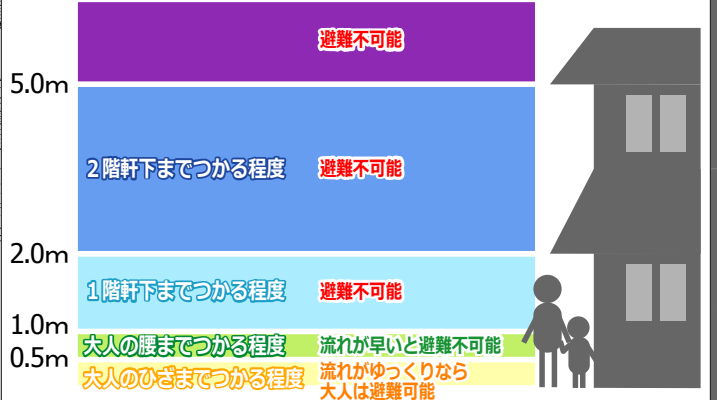 避難不可能
5.0m
2階軒下までつかる程度 避難不可能
2.0m
1階軒下までつかる程度 避難不可能
1.0m
大人の腰までつかる程度 流れが早いと避難不可能
0.5m
大人のひざまでつかる程度 流れがゆっくりなら
大人は避難可能